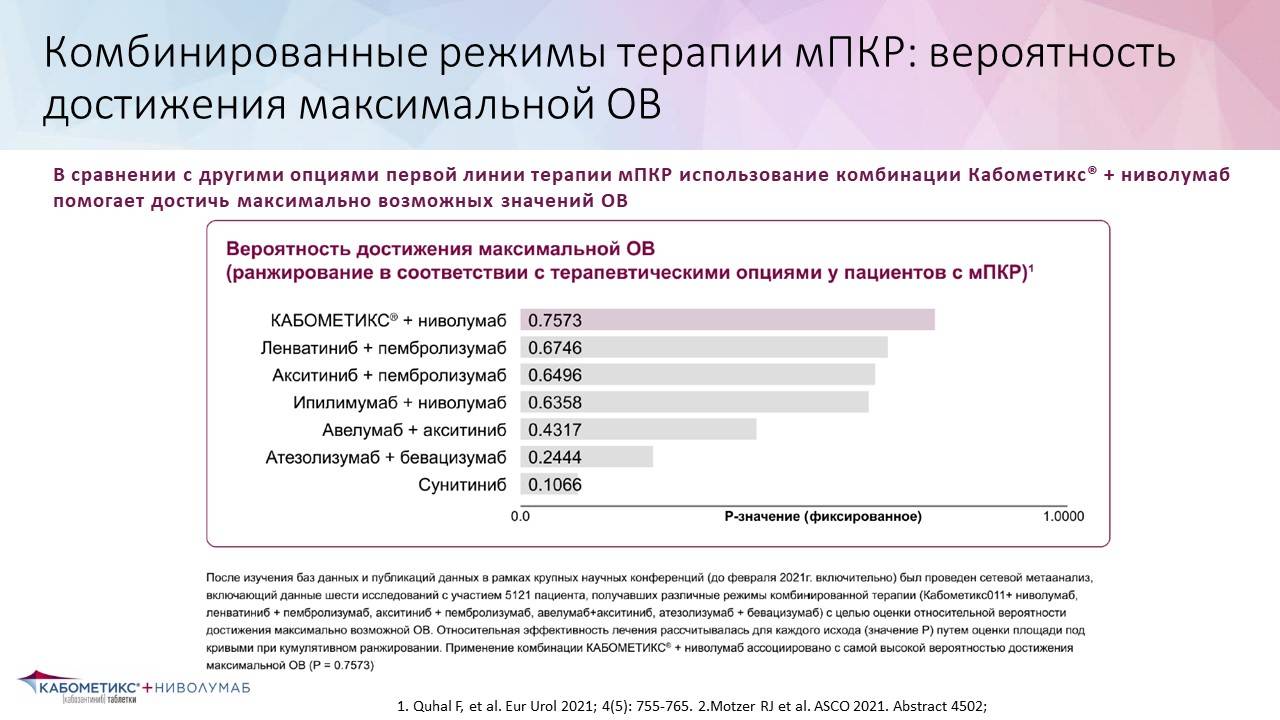 Комбинированные режимы терапии мПКР: вероятность
достижения максимальной ОВ
В сравнении с другими опциями первой линии терапии мПКР использование комбинации Кабометикс® + ниволумаб
помогает достичь максимально возможных значений ОВ
Вероятность достижения максимальной ОВ
(ранжирование в соответствии с терапевтическими опциями у пациентов с мПКР)¹
КАБОМЕТИКС® + ниволумаб 0.7573
Ленватиниб + пембролизумаб 0.6746
Акситиниб + пембролизумаб 0.6496
Ипилимумаб + ниволумаб 0.6358
Авелумаб + акситиниб 0.4317
Атезолизумаб + бевацизумаб 0.2444
Сунитиниб 0.1066
0.0 Р-значение (фиксированное) 1.0000
После изучения баз данных и публикаций данных в рамках крупных научных конференций (до февраля 2021г. включительно) был проведен сетевой метаанализ,
включающий данные шести исследований с участием 5121 пациента, получавших различные режимы комбинированной терапии (Кабометикс011+ ниволумаб,
ленватиниб + пембролизумаб, акситиниб + пембролизумаб, авелумаб+акситиниб, атезолизумаб + бевацизумаб) с целью оценки относительной вероятности
достижения максимально возможной ОВ. Относительная эффективность лечения рассчитывалась для каждого исхода (значение Р) путем оценки площади под
кривыми при кумулятивном ранжировании. Применение комбинации КАБОМЕТИКС® + ниволумаб ассоциировано с самой высокой вероятностью достижения
максимальной ОВ (Р = 0.7573)
КАБОМЕТИКС®+НИВОЛУМАБ
(кабозантиниб) таблетки
1. Quhal F, et al. Eur Urol 2021; 4(5): 755-765. 2.Motzer RJ et al. ASCO 2021. Abstract 4502;